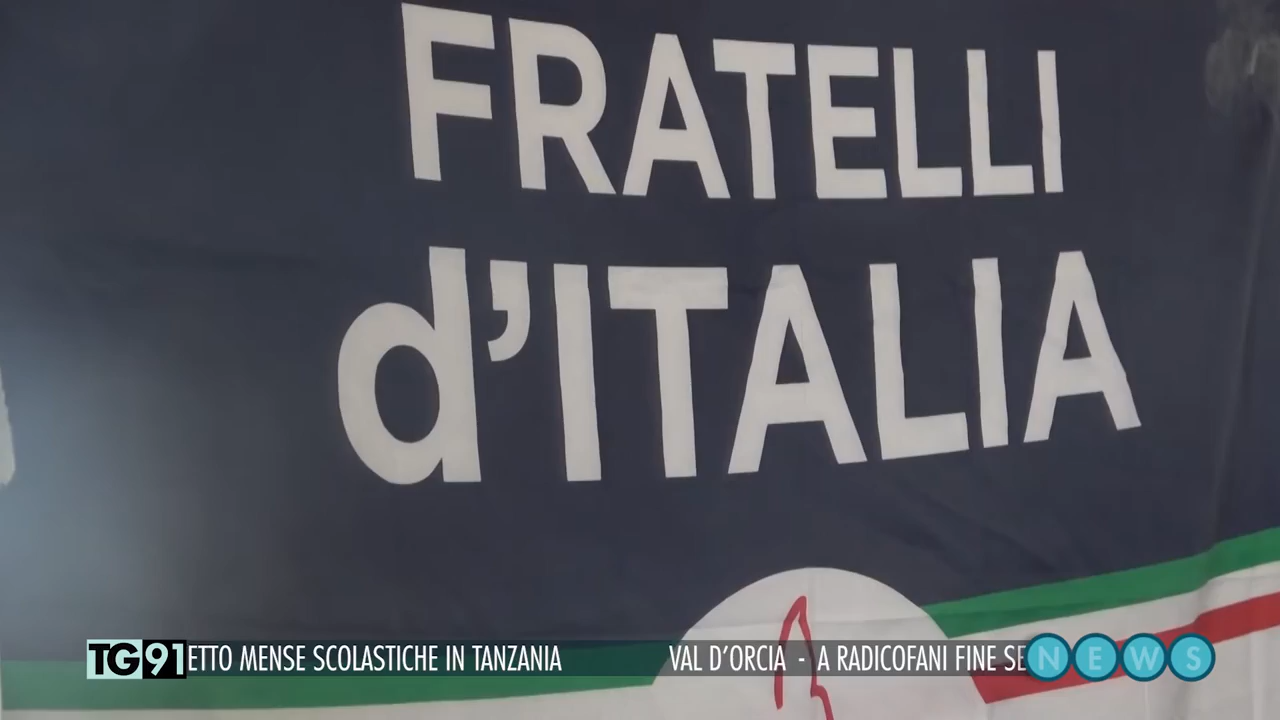 FRATELLI
d'ITALIA
TG91 ETTO MENSE SCOLASTICHE IN TANZANIA VAL D'ORCIA - A RADICOFANI FINE SE NEWS